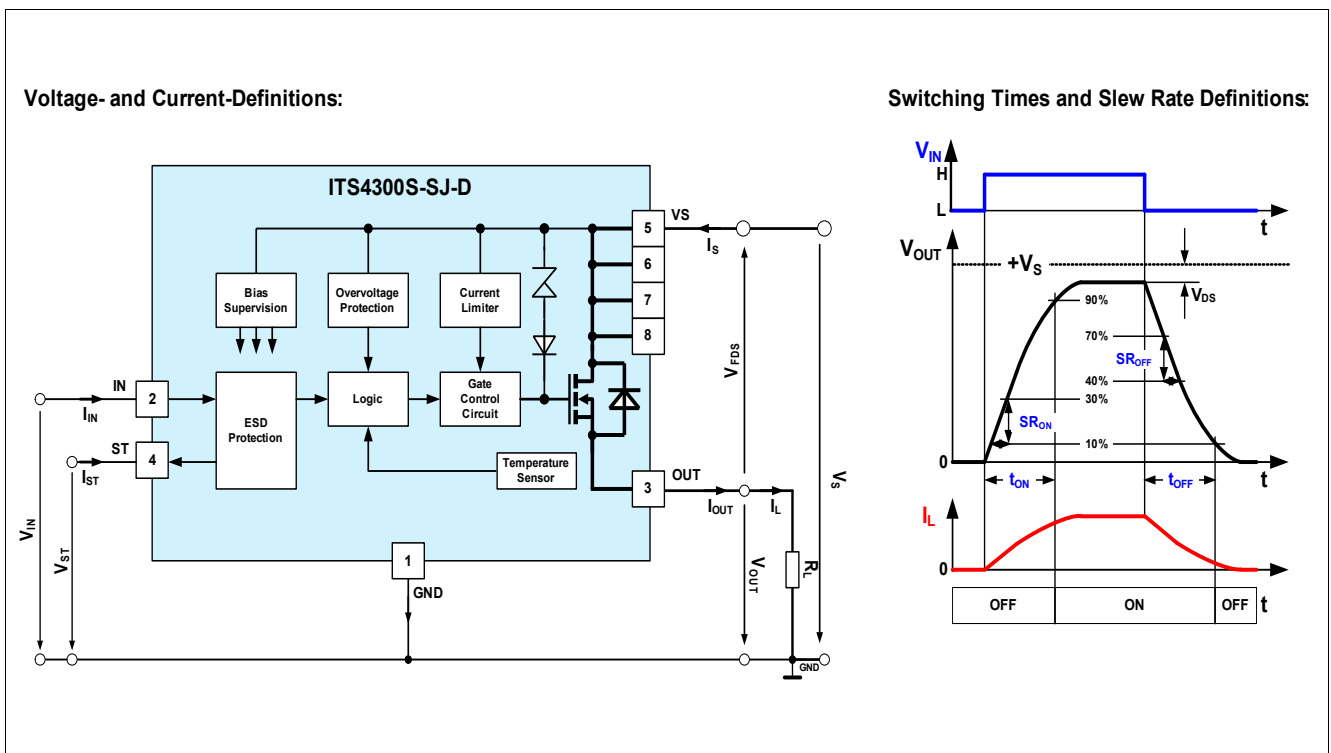 Voltage- and Current-Definitions:
ITS4300S-SJ-D
VS
5
6
7
8
IS
Bias
Supervision
Overvoltage
Protection
Current
Limiter
VFDS
IN
2
IIN
ESD
Protection
Logic
Gate
Control
Circuit
ST
4
IST
Temperature
Sensor
OUT
3
IOUT
IL
VS
VIN
VST
1
GND
VOUT
RL
GND
Switching Times and Slew Rate Definitions:
VIN
H
L
t
VOUT
+VS
VDS
90%
70%
SROFF
40%
30%
SRON
10%
0
tON
tOFF
t
IL
0
OFF
ON
OFF
t